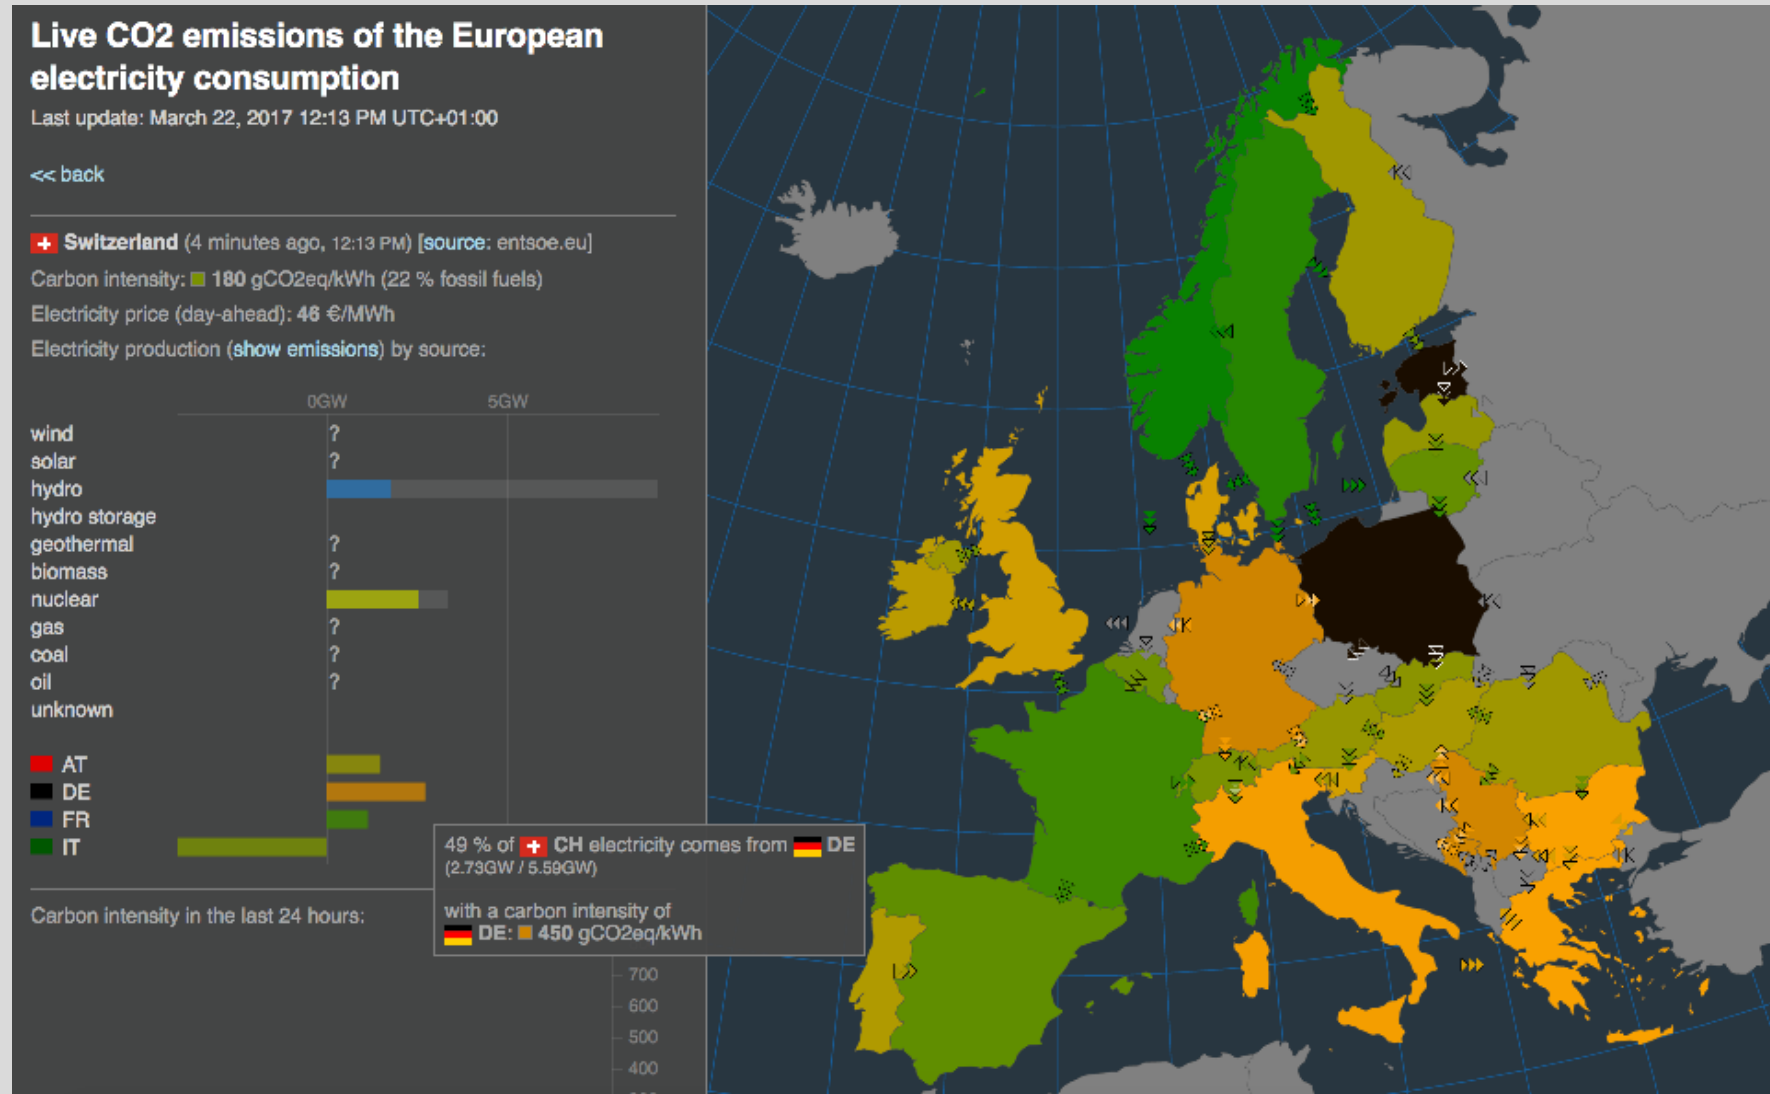 Live CO2 emissions of the European
electricity consumption
Last update: March 22, 2017 12:13 PM UTC+01:00
<< back
Switzerland (4 minutes ago, 12:13 PM) [source: entsoe.eu]
Carbon intensity: 180 gCO2eq/kWh (22 % fossil fuels)
Electricity price (day-ahead): 46 €/MWh
Electricity production (show emissions) by source:
0GW 5GW
wind ?
solar ?
hydro
hydro storage
geothermal ?
biomass ?
nuclear
gas ?
coal ?
oil ?
unknown
AT
DE
FR
IT
49 % of CH electricity comes from DE
(2.73GW / 5.59GW)
with a carbon intensity of
DE: 450 gCO2eq/kWh
Carbon intensity in the last 24 hours:
700
600
500
400